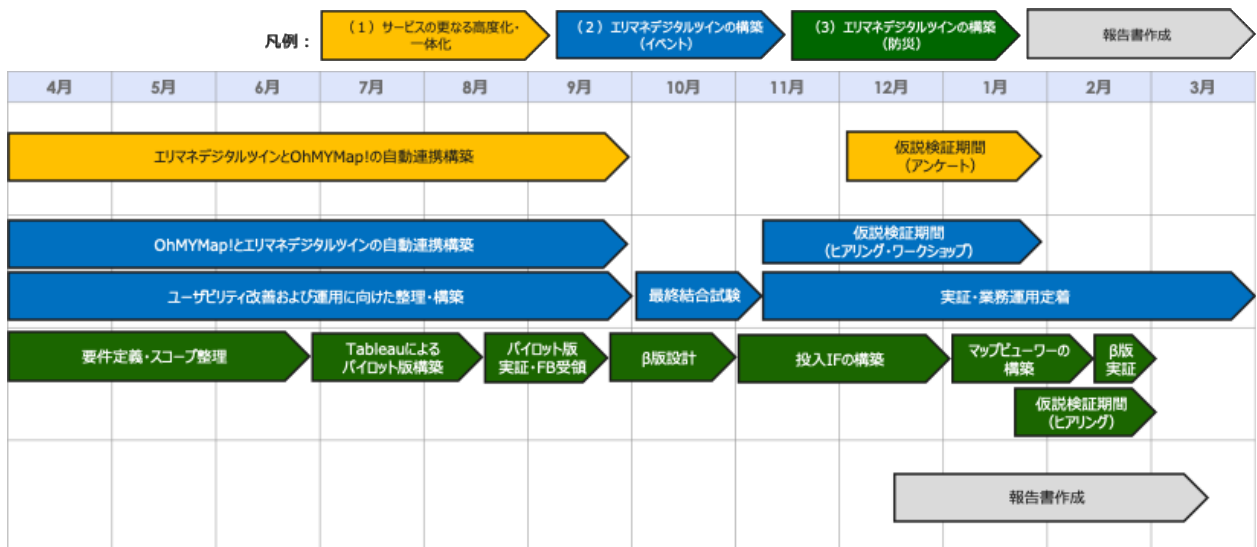 凡例：
（1）サービスの更なる高度化・
一体化
（2）エリマネデジタルツインの構築
（イベント）
（3）エリマネデジタルツインの構築
（防災）
報告書作成
4月
5月
6月
7月
8月
9月
10月
11月
12月
1月
2月
3月
エリマネデジタルツインとOhMYMap!の自動連携構築
仮説検証期間
（アンケート）
OhMYMap!とエリマネデジタルツインの自動連携構築
仮説検証期間
（ヒアリング・ワークショップ）
ユーザビリティ改善および運用に向けた整理・構築
最終結合試験
実証・業務運用定着
要件定義・スコープ整理
Tableauによる
パイロット版構築
パイロット版
実証・FB受領
β版設計
投入IFの構築
マップビューワーの
構築
β版
実証
仮説検証期間
（ヒアリング）
報告書作成